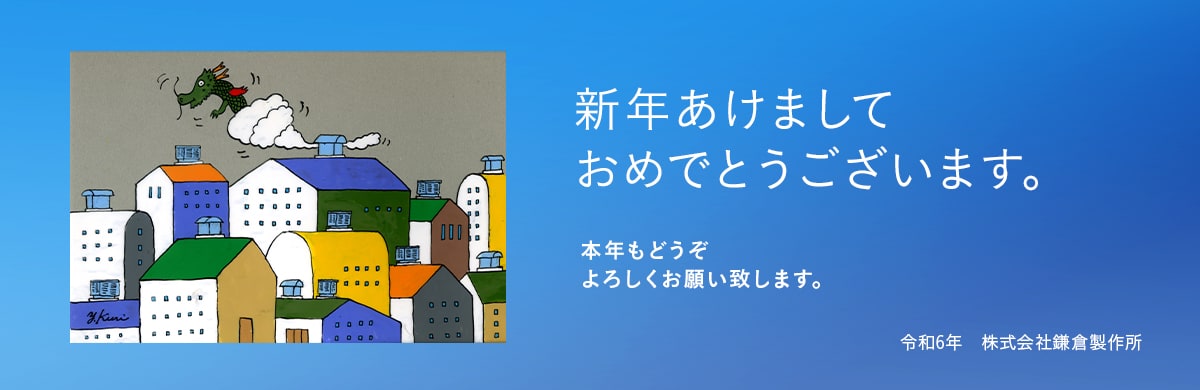 新年あけまして
おめでとうございます。
本年もどうぞ
よろしくお願い致します。
令和6年　株式会社鎌倉製作所
Y.Kuri